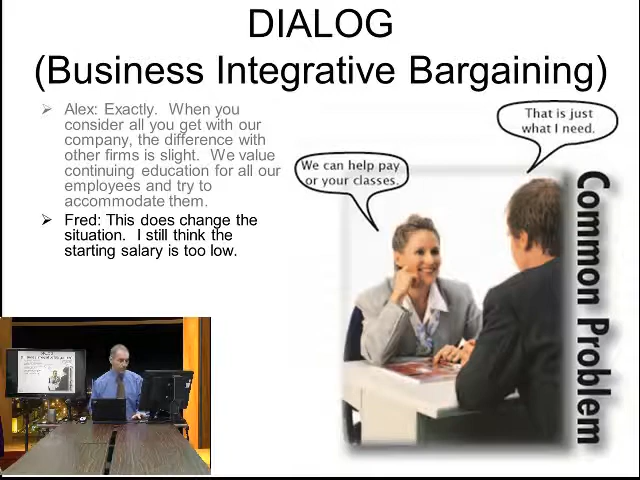 DIALOG
(Business Integrative Bargaining)
Alex: Exactly.  When you
consider all you get with our
company, the difference with
other firms is slight.  We value
continuing education for all our
employees and try to
accommodate them.
Fred: This does change the
situation.  I still think the
starting salary is too low.
That is just
what I need.
We can help pay
or your classes.
Common Problem